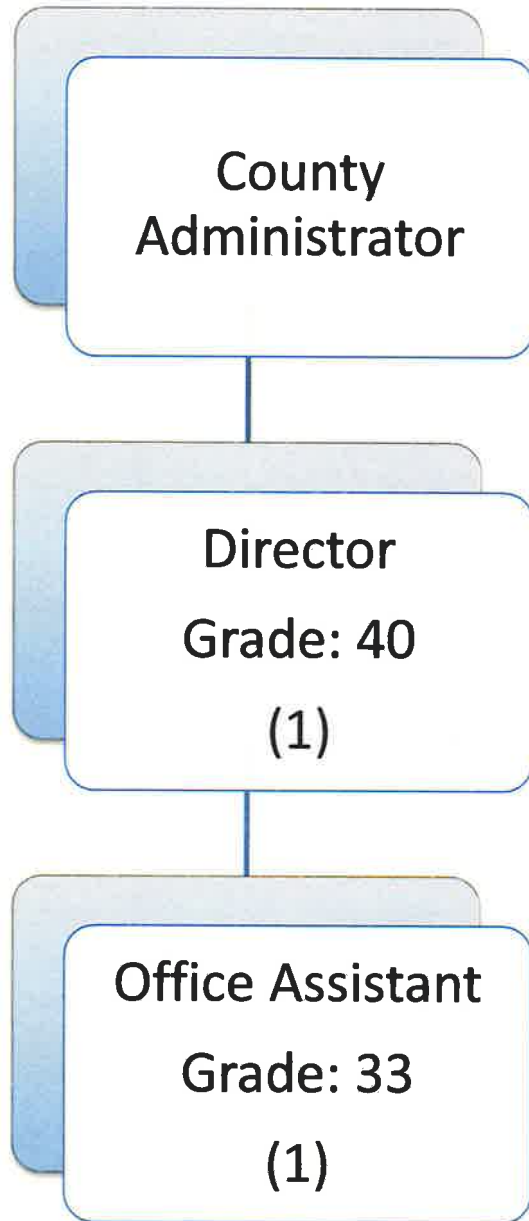 County
Administrator
Director
Grade: 40
(1)
Office Assistant
Grade: 33
(1)